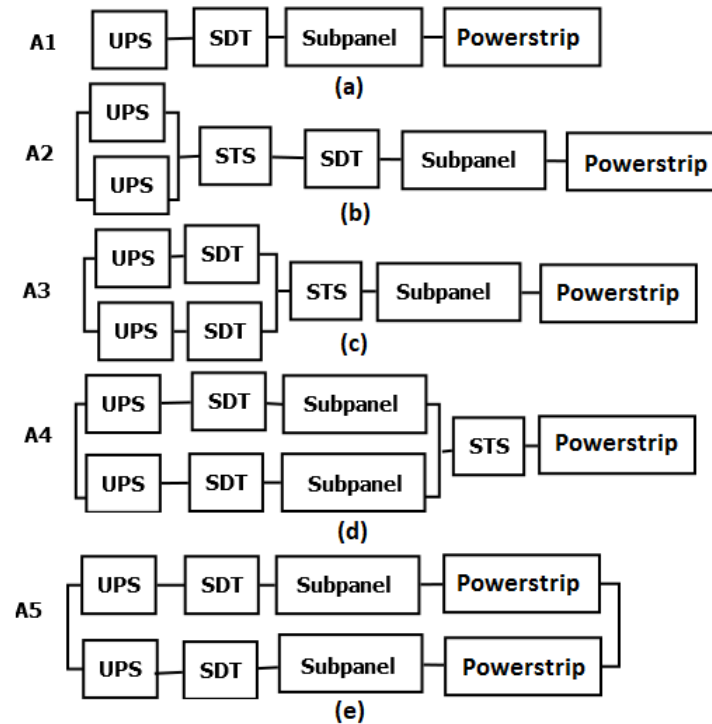 A1 UPS SDT Subpanel Powerstrip
(a)
UPS
A2 UPS STS SDT Subpanel Powerstrip
(b)
UPS SDT
A3 STS Subpanel Powerstrip
UPS SDT
(c)
UPS SDT Subpanel
A4 STS Powerstrip
UPS SDT Subpanel
(d)
UPS SDT Subpanel Powerstrip
A5
UPS SDT Subpanel Powerstrip
(e)